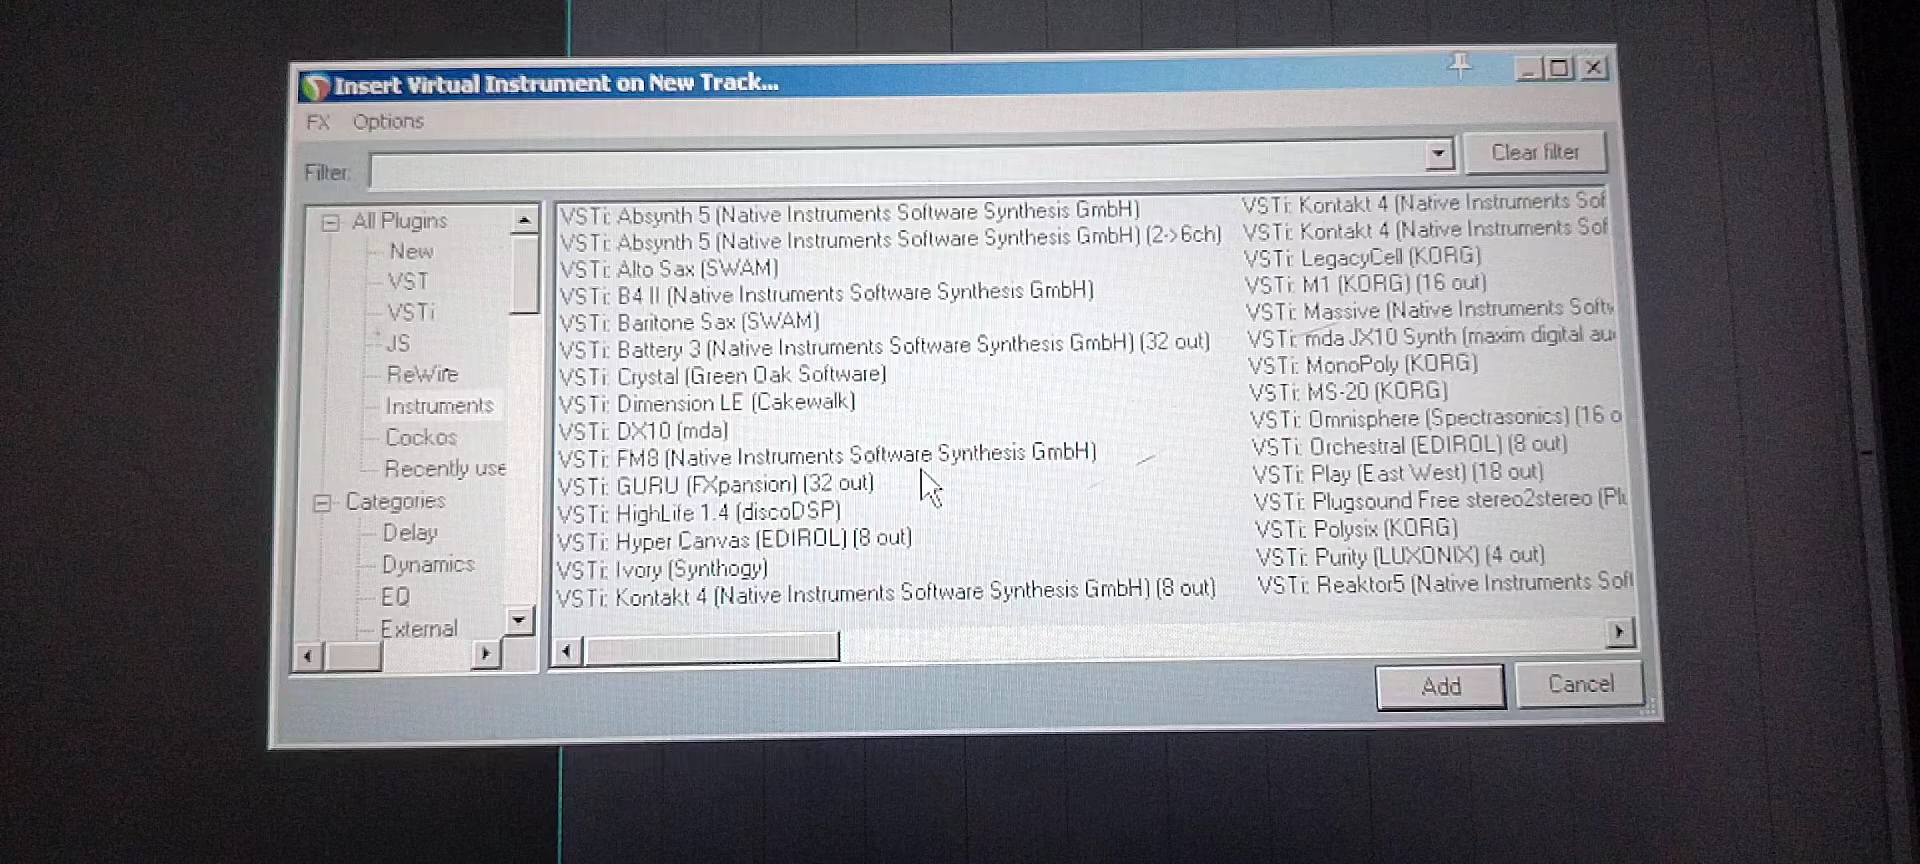 Insert Virtual Instrument on New Track...
FX Options
Filter:
Clear filter
All Plugins
New
VST
VSTi
JS
ReWire
Instruments
Cockos
Recently use
Categories
Delay
Dynamics
EQ
External
VSTi: Absynth 5 (Native Instruments Software Synthesis GmbH)
VSTi: Absynth 5 (Native Instruments Software Synthesis GmbH) (2->6ch)
VSTi: Alto Sax (SWAM)
VSTi: B4 II (Native Instruments Software Synthesis GmbH)
VSTi: Baritone Sax (SWAM)
VSTi: Battery 3 (Native Instruments Software Synthesis GmbH) (32 out)
VSTi: Crystal (Green Oak Software)
VSTi: Dimension LE (Cakewalk)
VSTi: DX10 (mda)
VSTi: FM8 (Native Instruments Software Synthesis GmbH)
VSTi: GURU (FXpansion) (32 out)
VSTi: HighLife 1.4 (discoDSP)
VSTi: Hyper Canvas (EDIROL) (8 out)
VSTi: Ivory (Synthogy)
VSTi: Kontakt 4 (Native Instruments Software Synthesis GmbH) (8 out)
VSTi: Kontakt 4 (Native Instruments Sof
VSTi: Kontakt 4 (Native Instruments Sof
VSTi: LegacyCell (KORG)
VSTi: M1 (KORG) (16 out)
VSTi: Massive (Native Instruments Softw
VSTi: mda JX10 Synth (maxim digital au
VSTi: MonoPoly (KORG)
VSTi: MS-20 (KORG)
VSTi: Omnisphere (Spectrasonics) (16 o
VSTi: Orchestral (EDIROL) (8 out)
VSTi: Play (East West) (18 out)
VSTi: Plugsound Free stereo2stereo (Plu
VSTi: Polysix (KORG)
VSTi: Purity (LUXONIX) (4 out)
VSTi: Reaktor5 (Native Instruments Soft
Add
Cancel